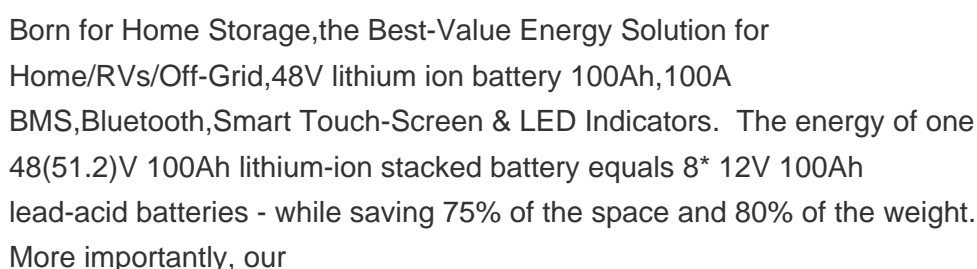 Born for Home Storage,the Best-Value Energy Solution for
Home/RVs/Off-Grid,48V lithium ion battery 100Ah,100A
BMS,Bluetooth,Smart Touch-Screen & LED Indicators.  The energy of one
48(51.2)V 100Ah lithium-ion stacked battery equals 8* 12V 100Ah
lead-acid batteries - while saving 75% of the space and 80% of the weight.
More importantly, our